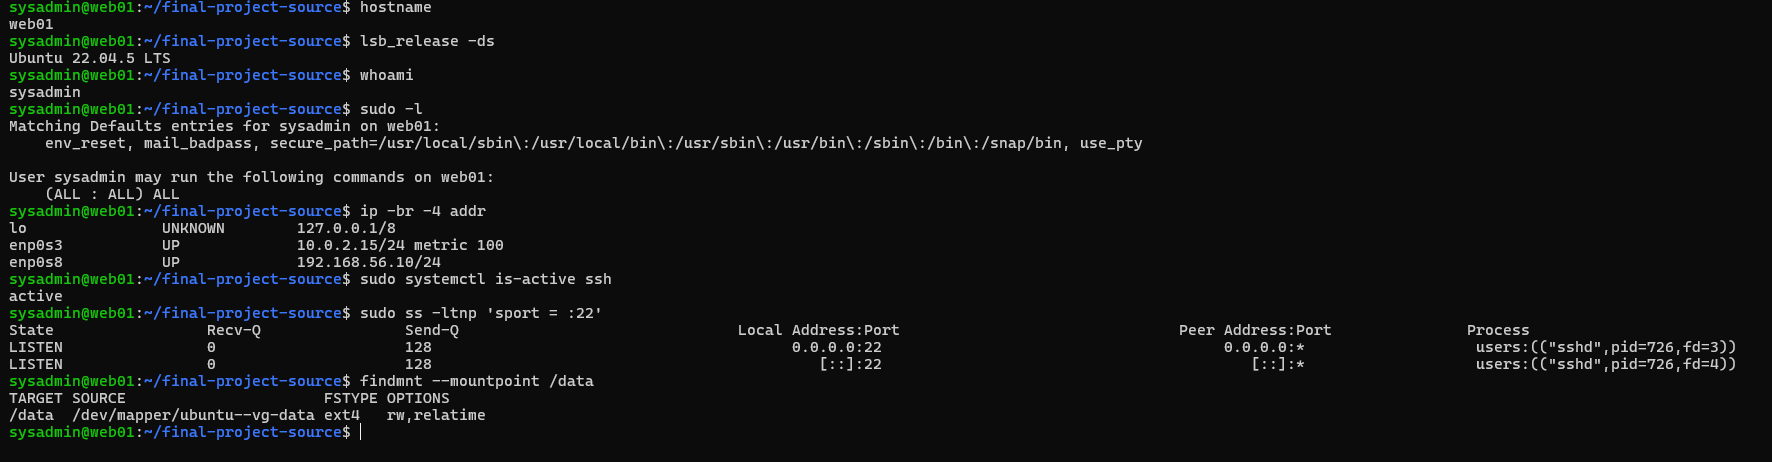 sysadmin@web01:~/final-project-source$ hostname
web01
sysadmin@web01:~/final-project-source$ lsb_release -ds
Ubuntu 22.04.5 LTS
sysadmin@web01:~/final-project-source$ whoami
sysadmin
sysadmin@web01:~/final-project-source$ sudo -l
Matching Defaults entries for sysadmin on web01:
    env_reset, mail_badpass, secure_path=/usr/local/sbin\:/usr/local/bin\:/usr/sbin\:/usr/bin\:/sbin\:/bin\:/snap/bin, use_pty

User sysadmin may run the following commands on web01:
    (ALL : ALL) ALL
sysadmin@web01:~/final-project-source$ ip -br -4 addr
lo               UNKNOWN        127.0.0.1/8
enp0s3           UP             10.0.2.15/24 metric 100
enp0s8           UP             192.168.56.10/24
sysadmin@web01:~/final-project-source$ sudo systemctl is-active ssh
active
sysadmin@web01:~/final-project-source$ sudo ss -ltnp 'sport = :22'
State                 Recv-Q                Send-Q                               Local Address:Port                               Peer Address:Port               Process
LISTEN                0                     128                                        0.0.0.0:22                                      0.0.0.0:*                   users:(("sshd",pid=726,fd=3))
LISTEN                0                     128                                           [::]:22                                         [::]:*                   users:(("sshd",pid=726,fd=4))
sysadmin@web01:~/final-project-source$ findmnt --mountpoint /data
TARGET SOURCE                      FSTYPE OPTIONS
/data  /dev/mapper/ubuntu--vg-data ext4   rw,relatime
sysadmin@web01:~/final-project-source$